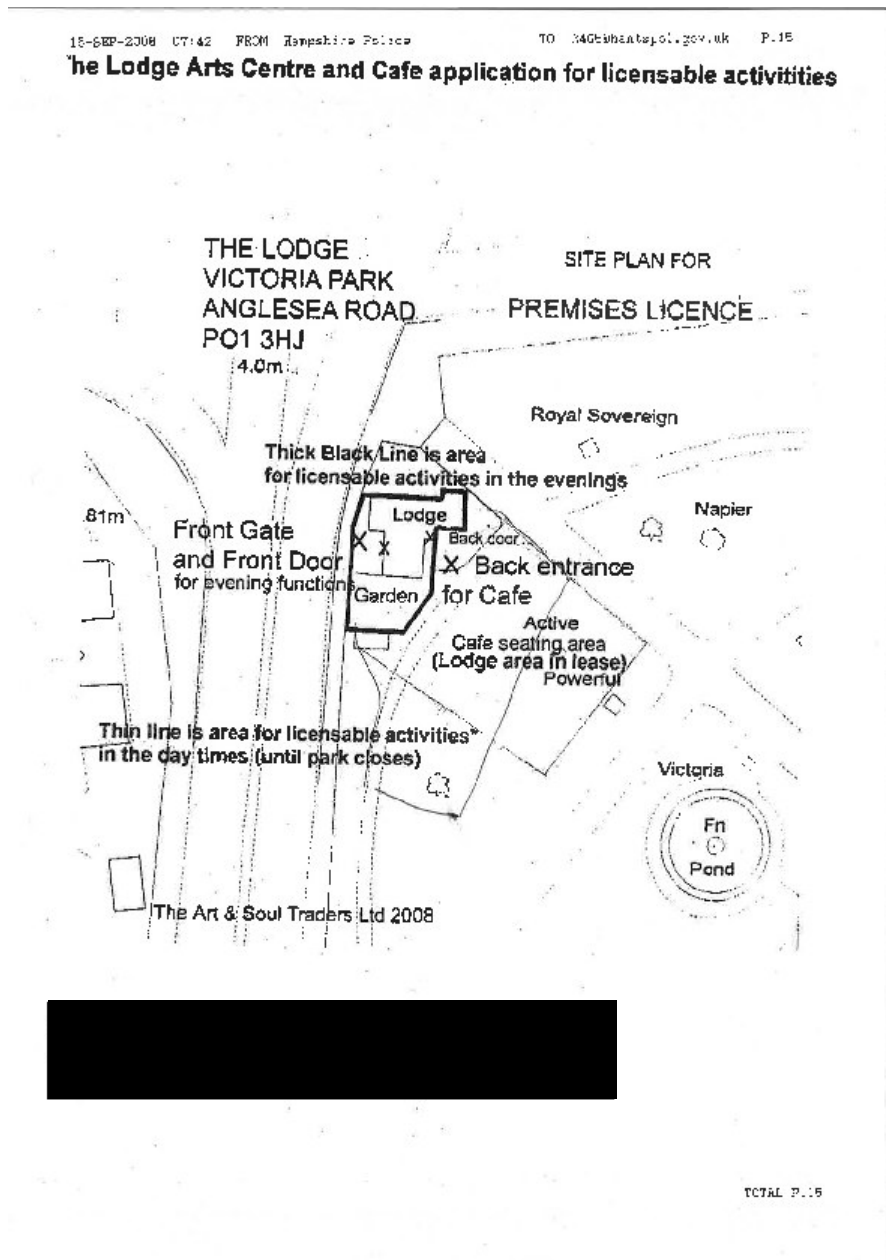 15-SEP-2008 07:42 FROM Hampshire Police TO P.15
he Lodge Arts Centre and Cafe application for licensable activitities
THE LODGE
VICTORIA PARK
ANGLESEA ROAD
PO1 3HJ
4.0m
SITE PLAN FOR
PREMISES LICENCE
Royal Sovereign
Thick Black Line is area
for licensable activities in the evenings
.81m
Front Gate
and Front Door
for evening functions
Lodge
Back door
Napier
X Back entrance
for Cafe
Garden
Active
Cafe seating area
(Lodge area in lease)
Powerful
Thin line is area for licensable activities*
in the day times (until park closes)
Victoria
Fn
Pond
The Art & Soul Traders Ltd 2008
TOTAL P.15